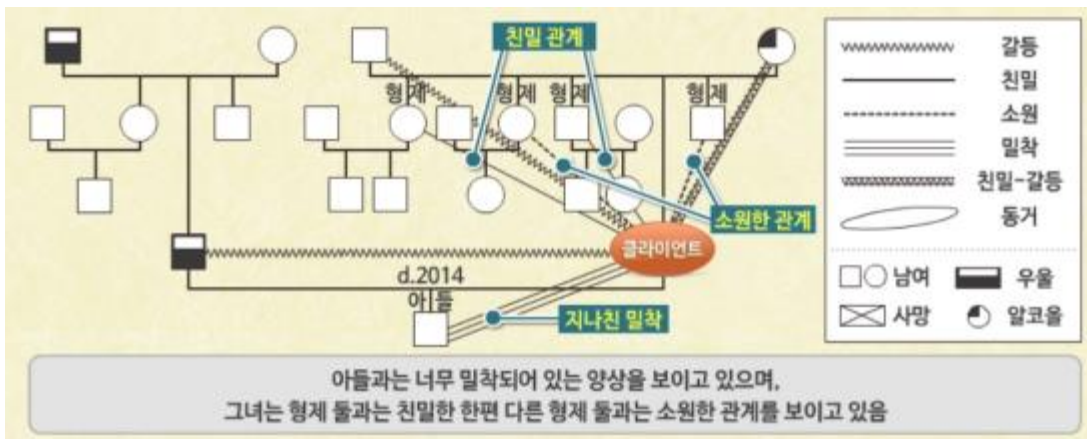 친밀 관계
형제
형제
형제
형제
소원한 관계
클라이언트
d.2014
아들
지나친 밀착
갈등
친밀
소원
밀착
친밀-갈등
동거
남여
우울
사망
알코올
아들과는 너무 밀착되어 있는 양상을 보이고 있으며,
그녀는 형제 둘과는 친밀한 한편 다른 형제 둘과는 소원한 관계를 보이고 있음